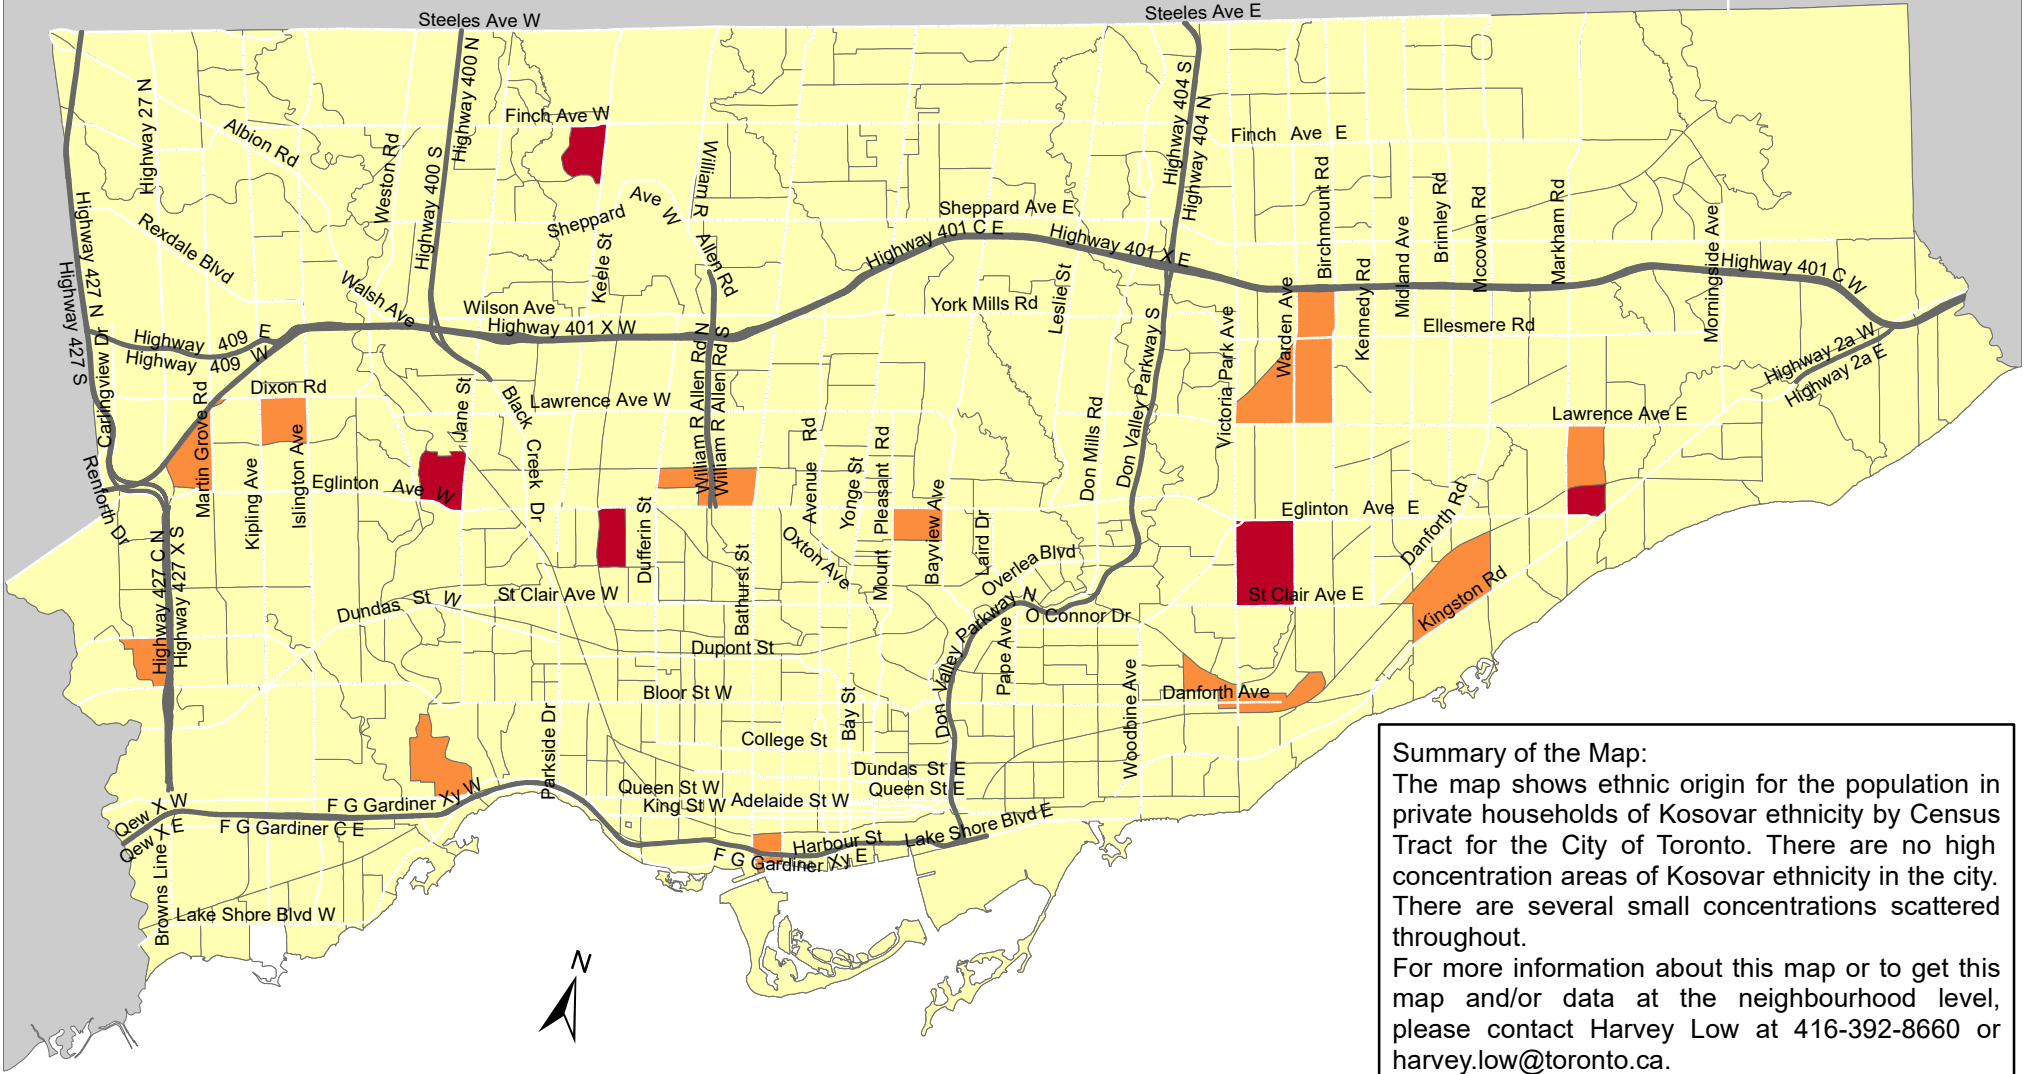 Steeles Ave W
Steeles Ave E
Highway 27 N
Albion Rd
Weston Rd
Highway 400 N
Highway 400 S
Finch Ave W
William R Allen Rd
Highway 404 S
Highway 404 N
Finch Ave E
Sheppard Ave W
Keele St
Sheppard Ave E
Highway 401 C E
Highway 401 X E
Leslie St
Birchmount Rd
Kennedy Rd
Midland Ave
Brimley Rd
Mccowan Rd
Markham Rd
Morningside Ave
Highway 401 C W
Highway 427 N
Highway 427 S
Rexdale Blvd
Walsh Ave
Wilson Ave
Highway 401 X W
York Mills Rd
Ellesmere Rd
Highway 2a W
Highway 2a E
Highway 409 E
Highway 409 W
Carlingview Dr
Dixon Rd
Martin Grove Rd
Kipling Ave
Islington Ave
Jane St
Black Creek Dr
Lawrence Ave W
William R Allen Rd N
William R Allen Rd S
Avenue Rd
Yonge St
Mount Pleasant Rd
Bayview Ave
Laird Dr
Don Mills Rd
Don Valley Parkway S
Victoria Park Ave
Warden Ave
Lawrence Ave E
Renforth Dr
Eglinton Ave W
Dufferin St
Bathurst St
Oxton Ave
Overlea Blvd
Eglinton Ave E
Danforth Rd
Kingston Rd
Highway 427 C N
Highway 427 X S
Dundas St W
St Clair Ave W
Don Valley Parkway N
O Connor Dr
St Clair Ave E
Dupont St
Pape Ave
Woodbine Ave
Danforth Ave
Bloor St W
Bay St
Parkside Dr
College St
Dundas St E
Queen St E
Queen St W
King St W
Adelaide St W
Qew X W
Qew X E
F G Gardiner Xy W
F G Gardiner C E
Harbour St
Lake Shore Blvd E
F G Gardiner Xy E
Browns Line
Lake Shore Blvd W
N
Summary of the Map:
The map shows ethnic origin for the population in
private households of Kosovar ethnicity by Census
Tract for the City of Toronto. There are no high
concentration areas of Kosovar ethnicity in the city.
There are several small concentrations scattered
throughout.
For more information about this map or to get this
map and/or data at the neighbourhood level,
please contact Harvey Low at 416-392-8660 or
harvey.low@toronto.ca.